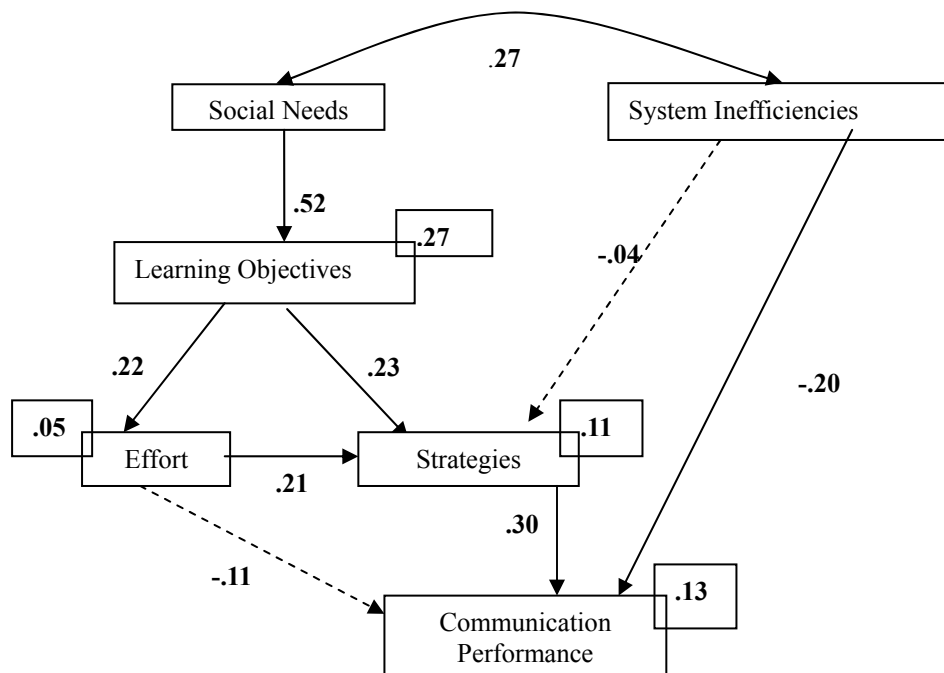 .27
Social Needs
System Inefficiencies
.52
.27
Learning Objectives
-.04
.22
.23
-.20
.05
.11
Effort
Strategies
.21
.30
-.11
.13
Communication
Performance